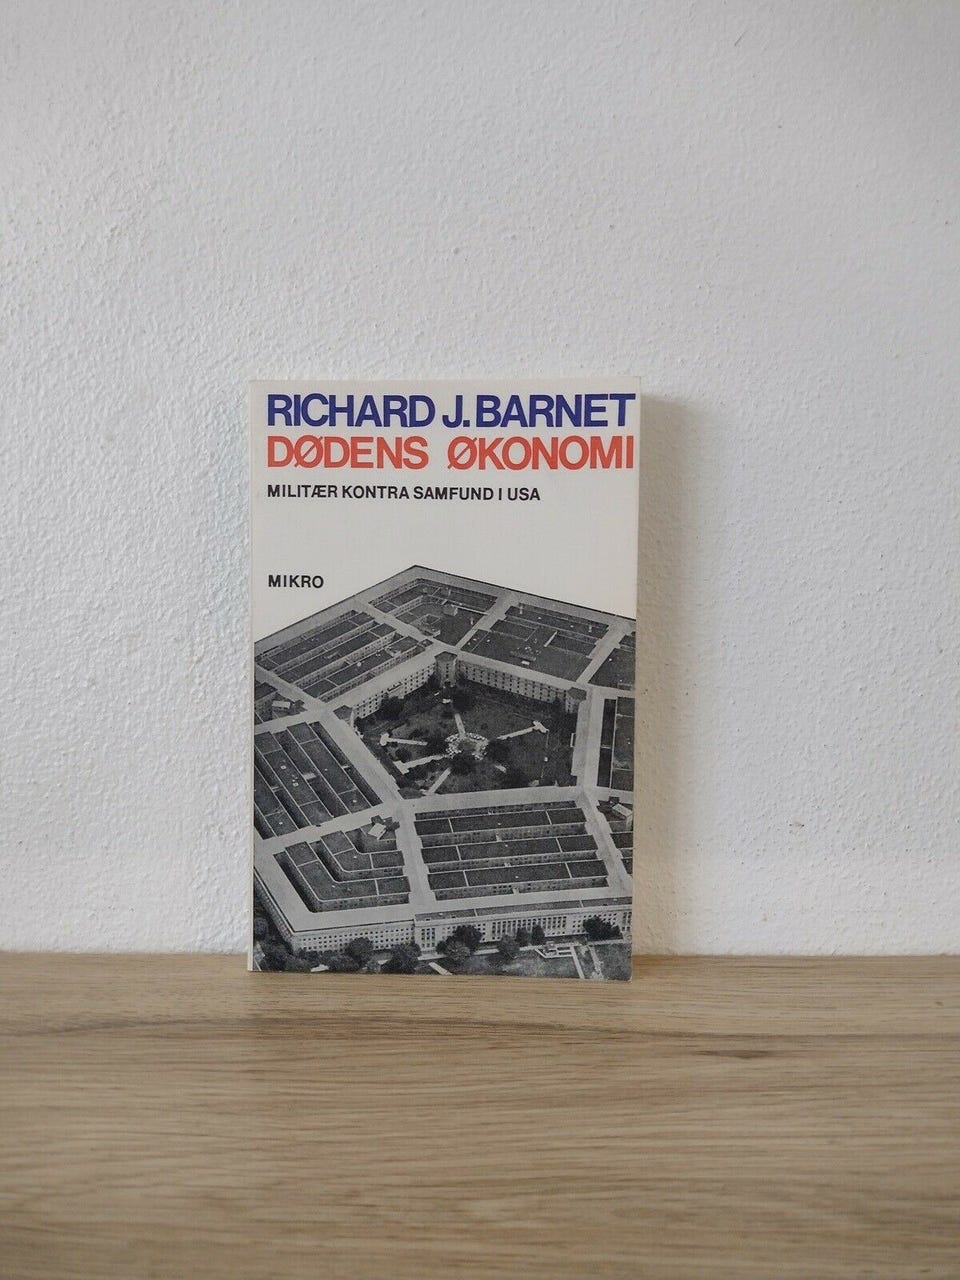 RICHARD J. BARNET
DØDENS ØKONOMI
MILITÆR KONTRA SAMFUND I USA
MIKRO